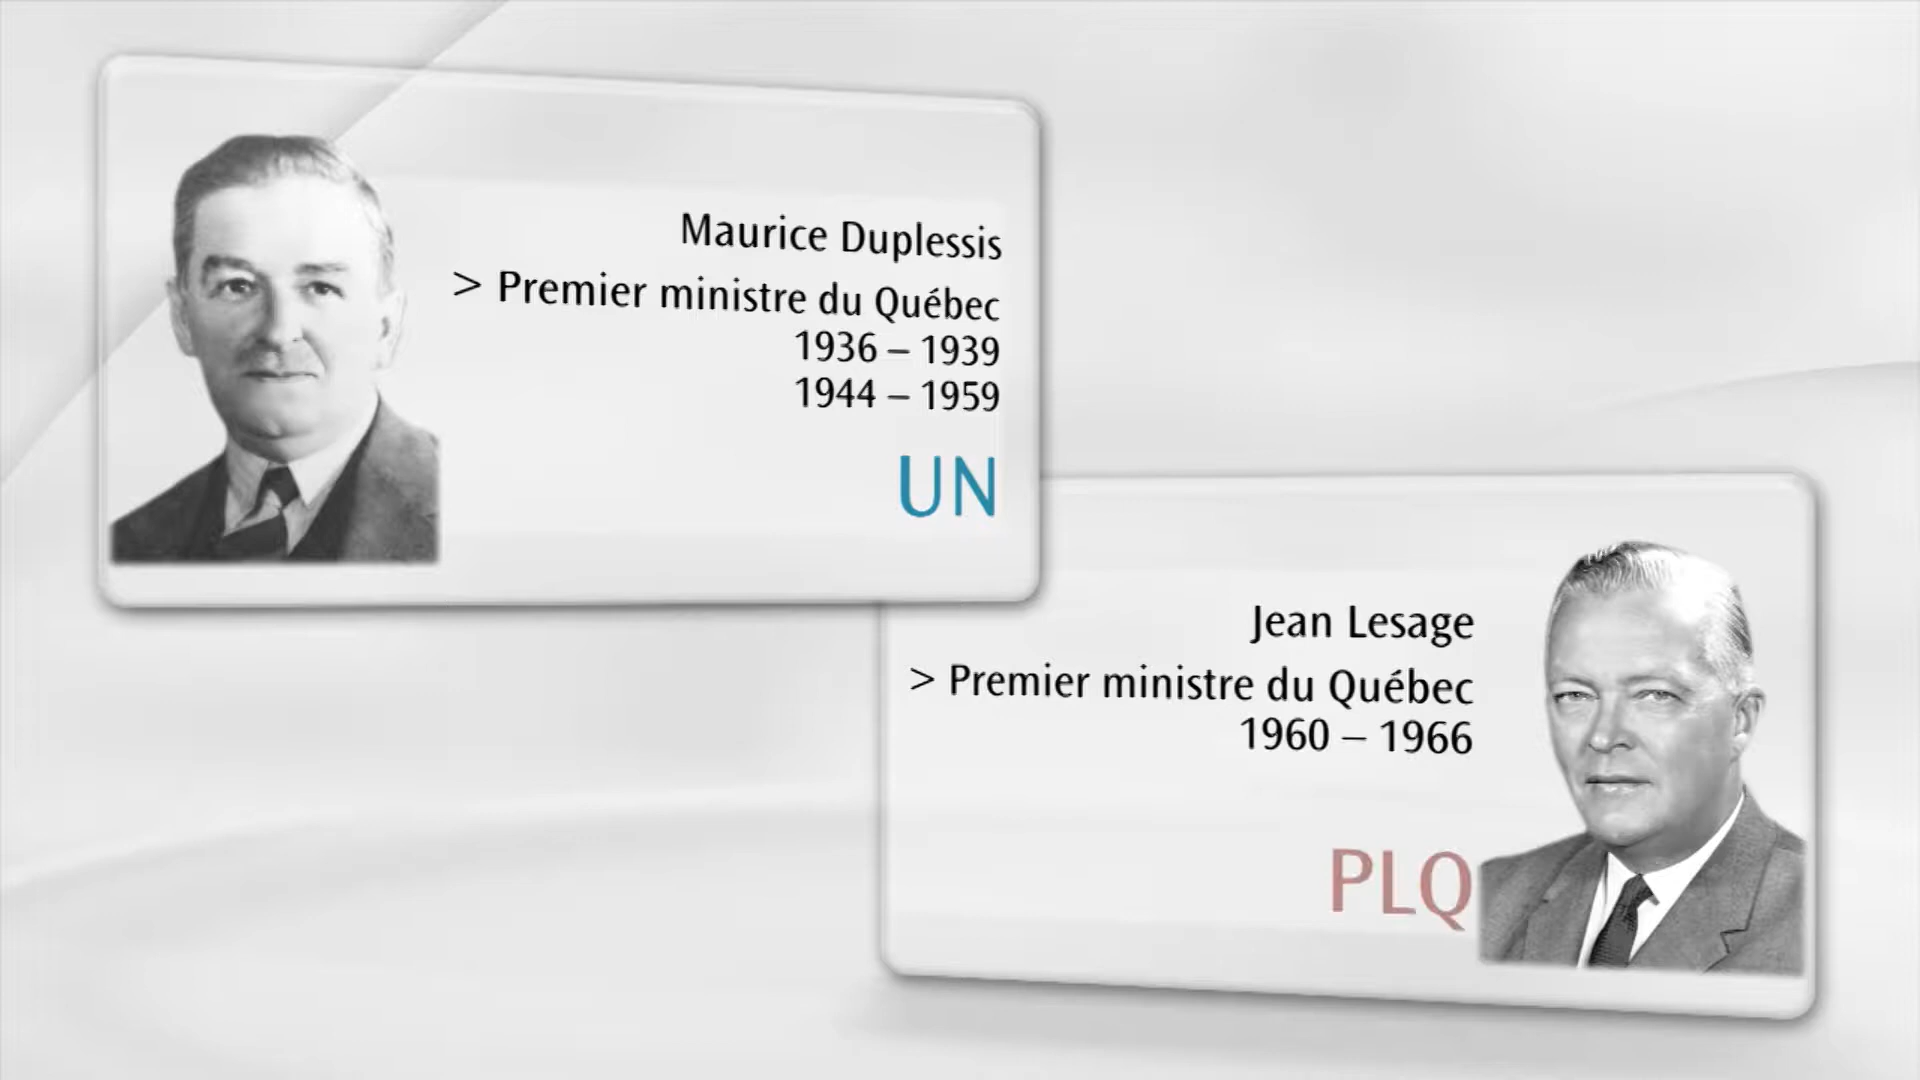 Maurice Duplessis
> Premier ministre du Québec
1936 – 1939
1944 – 1959
UN
Jean Lesage
> Premier ministre du Québec
1960 – 1966
PLQ